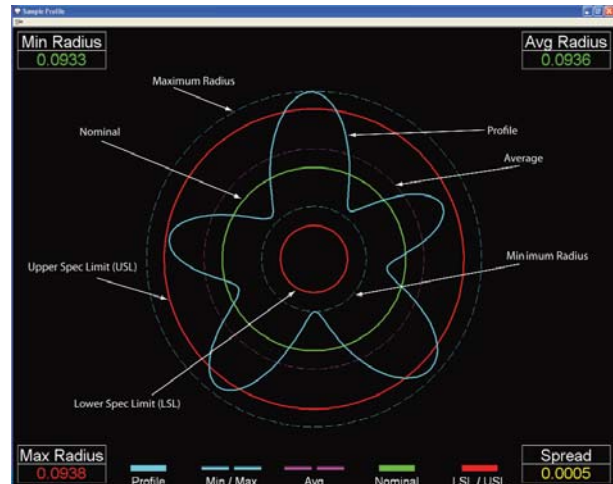 Sample Profile
Min Radius
0.0933
Avg Radius
0.0936
Maximum Radius
Nominal
Profile
Average
Upper Spec Limit (USL)
Minimum Radius
Lower Spec Limit (LSL)
Max Radius
0.0938
Spread
0.0005
Profile Min / Max Avg Nominal LSL / USL